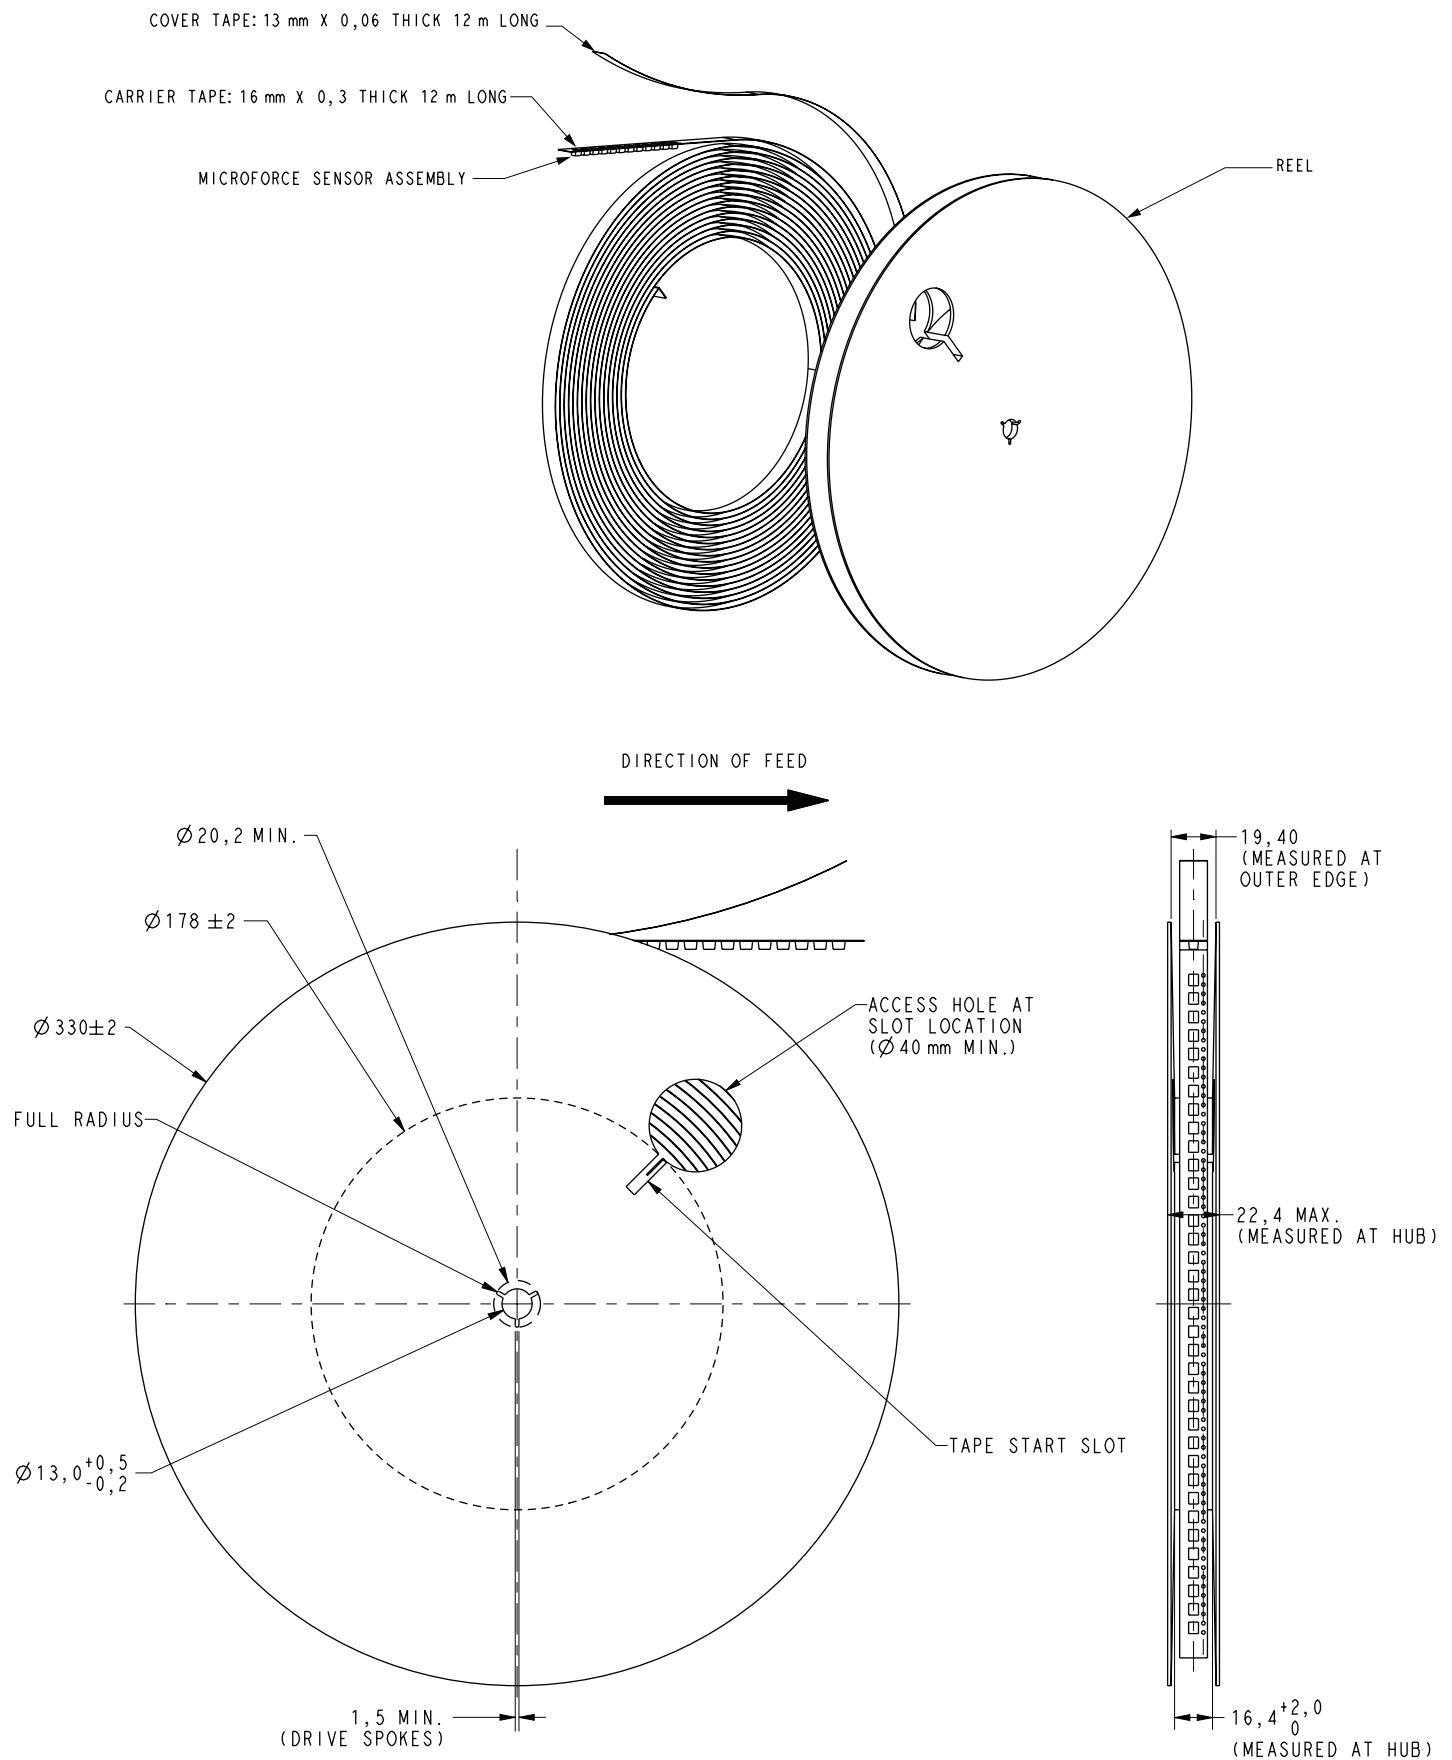 COVER TAPE: 13 mm X 0,06 THICK 12 m LONG
CARRIER TAPE: 16 mm X 0,3 THICK 12 m LONG
MICROFORCE SENSOR ASSEMBLY
REEL
DIRECTION OF FEED
Ø20,2 MIN.
Ø178 ±2
Ø330±2
FULL RADIUS
Ø13,0 +0,5
-0,2
1,5 MIN.
(DRIVE SPOKES)
ACCESS HOLE AT
SLOT LOCATION
(Ø40 mm MIN.)
TAPE START SLOT
19,40
(MEASURED AT
OUTER EDGE)
22,4 MAX.
(MEASURED AT HUB)
16,4 +2,0
0
(MEASURED AT HUB)